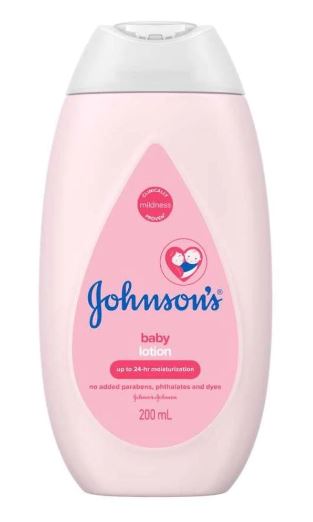 CLINICALLY
mildness
PROVEN*
Johnson's®
baby
lotion
up to 24-hr moisturization
no added parabens, phthalates and dyes
Johnson & Johnson
200 mL